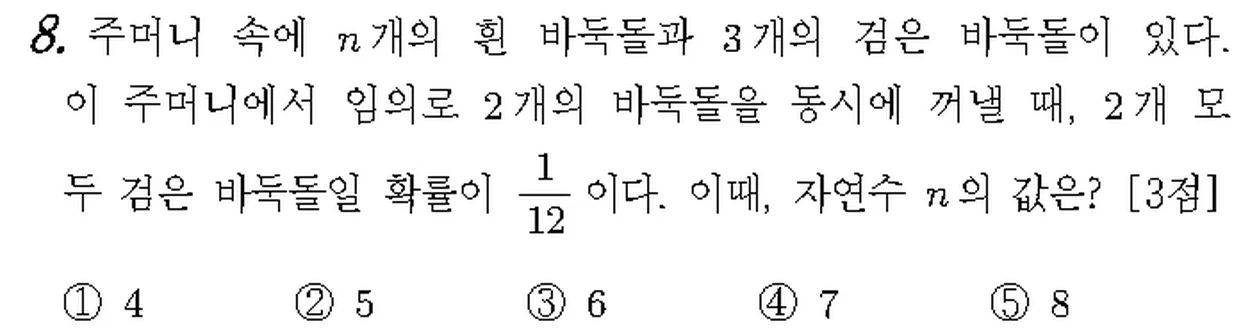 8. 주머니 속에 n개의 흰 바둑돌과 3개의 검은 바둑돌이 있다.
이 주머니에서 임의로 2개의 바둑돌을 동시에 꺼낼 때, 2개 모
두 검은 바둑돌일 확률이 1/12 이다. 이때, 자연수 n의 값은? [3점]
① 4 ② 5 ③ 6 ④ 7 ⑤ 8